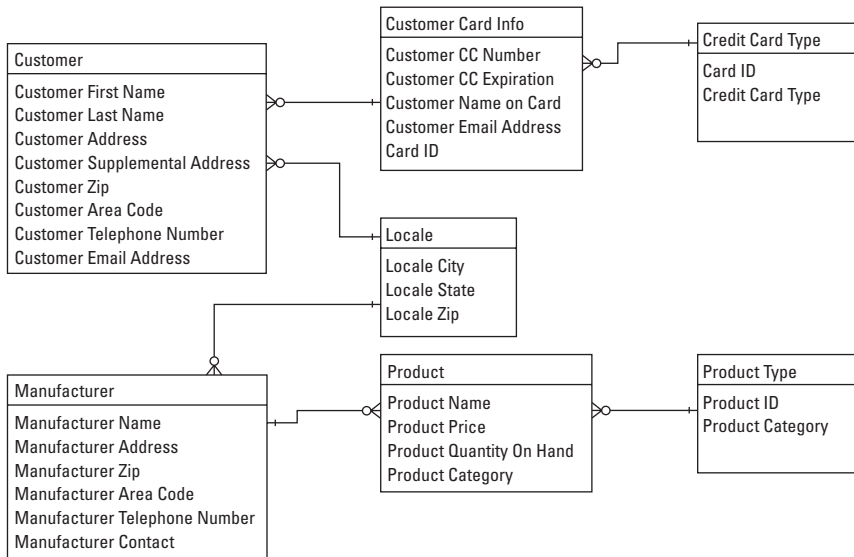 Customer
Customer First Name
Customer Last Name
Customer Address
Customer Supplemental Address
Customer Zip
Customer Area Code
Customer Telephone Number
Customer Email Address
Customer Card Info
Customer CC Number
Customer CC Expiration
Customer Name on Card
Customer Email Address
Card ID
Credit Card Type
Card ID
Credit Card Type
Locale
Locale City
Locale State
Locale Zip
Manufacturer
Manufacturer Name
Manufacturer Address
Manufacturer Zip
Manufacturer Area Code
Manufacturer Telephone Number
Manufacturer Contact
Product
Product Name
Product Price
Product Quantity On Hand
Product Category
Product Type
Product ID
Product Category